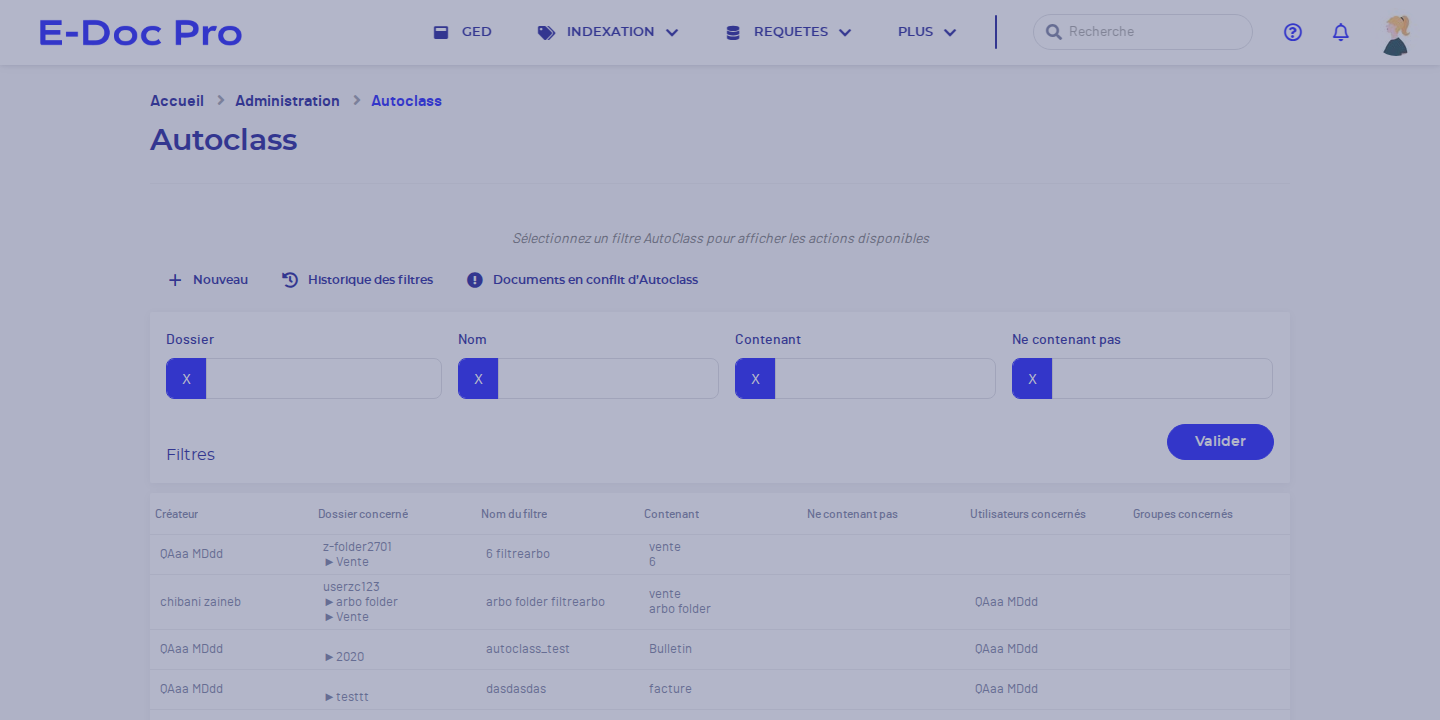 E-Doc Pro
GED
INDEXATION
REQUETES
PLUS
Recherche
Accueil > Administration > Autoclass
Autoclass
Sélectionnez un filtre AutoClass pour afficher les actions disponibles
Nouveau
Historique des filtres
Documents en conflit d'Autoclass
Dossier
Nom
Contenant
Ne contenant pas
X
X
X
X
Filtres
Valider
Créateur
Dossier concerné
Nom du filtre
Contenant
Ne contenant pas
Utilisateurs concernés
Groupes concernés
QAaa MDdd
z-folder2701
►Vente
6 filtrearbo
vente
6
chibani zaineb
userzc123
►arbo folder
►Vente
arbo folder filtrearbo
vente
arbo folder
QAaa MDdd
QAaa MDdd
►2020
autoclass_test
Bulletin
QAaa MDdd
QAaa MDdd
►testtt
dasdasdas
facture
QAaa MDdd